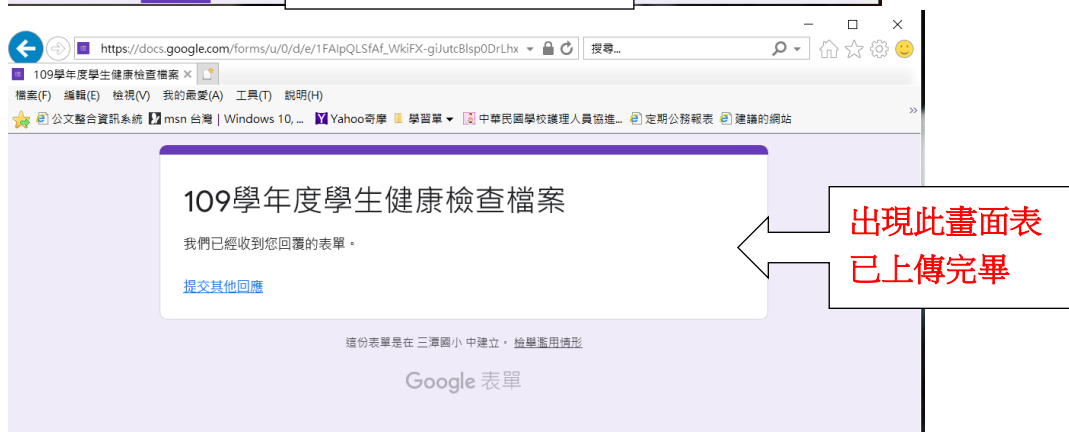 https://docs.google.com/forms/u/0/d/e/1FAIpQLSfAf_WkiFX-giJutcBlsp0DrLhx
搜尋...
109學年度學生健康檢查檔案
檔案(F) 編輯(E) 檢視(V) 我的最愛(A) 工具(T) 說明(H)
公文整合資訊系統 msn 台灣 | Windows 10, ... Yahoo奇摩 學習單 中華民國學校護理人員協進... 定期公務報表 建議的網站
109學年度學生健康檢查檔案
我們已經收到您回覆的表單。
提交其他回應
出現此畫面表
已上傳完畢
這份表單是在 三潭國小 中建立。 檢舉濫用情形
Google 表單